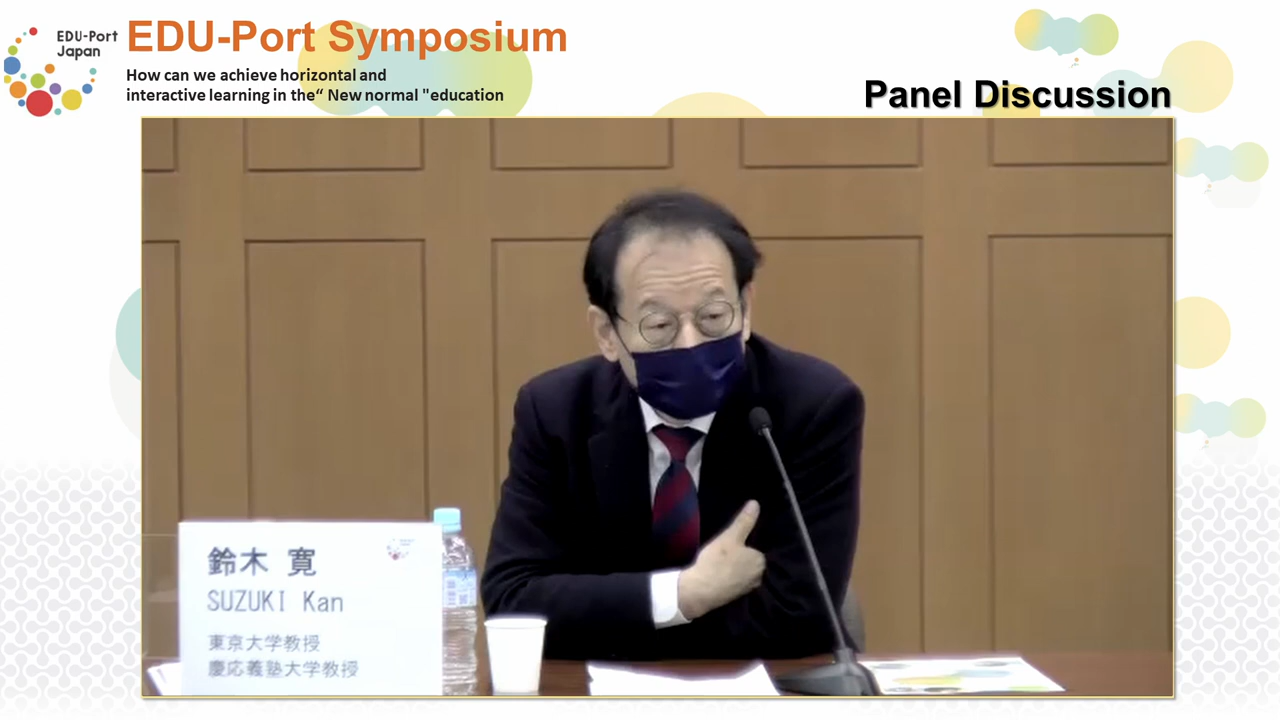 EDU-Port
Japan
EDU-Port Symposium
How can we achieve horizontal and
interactive learning in the“ New normal "education
Panel Discussion
鈴木 寛
SUZUKI Kan
東京大学教授
慶応義塾大学教授